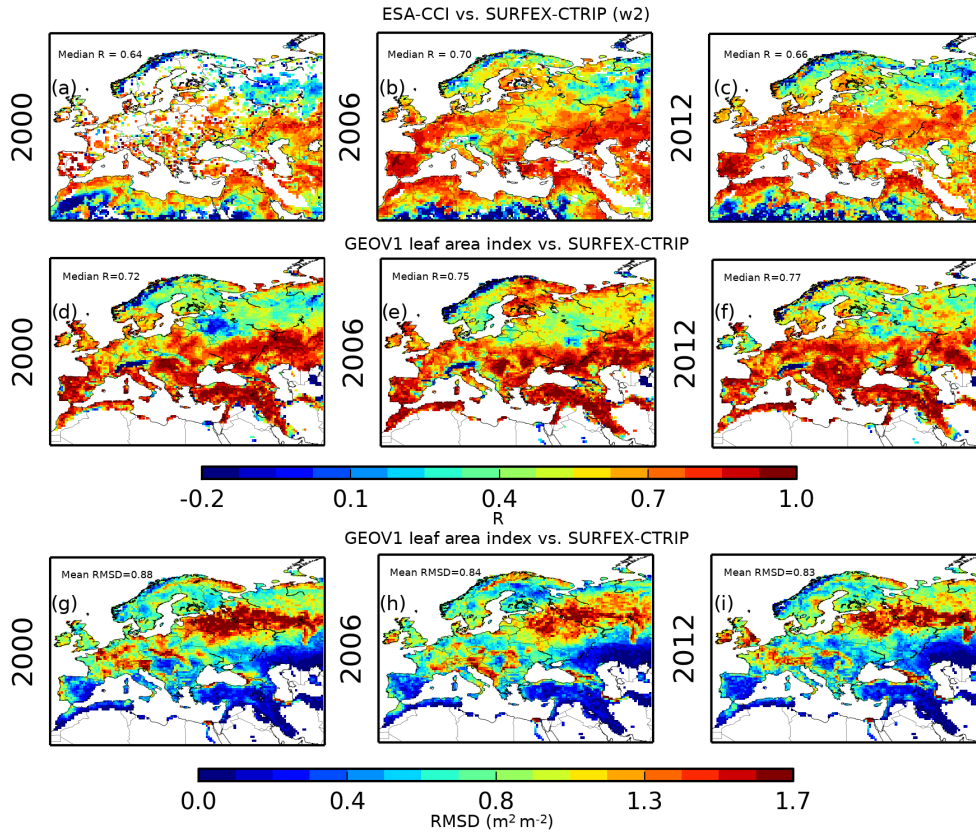 ESA-CCI vs. SURFEX-CTRIP (w2)
2000
Median R = 0.64
(a)
2006
Median R = 0.70
(b)
2012
Median R = 0.66
(c)
GEOV1 leaf area index vs. SURFEX-CTRIP
2000
Median R=0.72
(d)
2006
Median R=0.75
(e)
2012
Median R=0.77
(f)
-0.2 0.1 0.4 0.7 1.0
R
GEOV1 leaf area index vs. SURFEX-CTRIP
2000
Mean RMSD=0.88
(g)
2006
Mean RMSD=0.84
(h)
2012
Mean RMSD=0.83
(i)
0.0 0.4 0.8 1.3 1.7
RMSD (m² m⁻²)